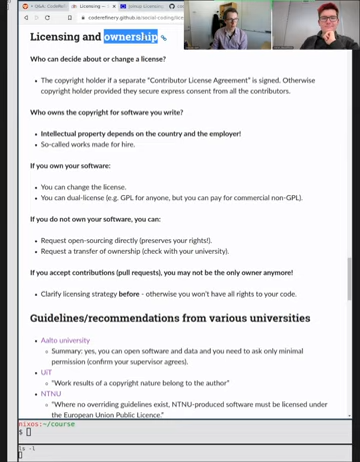 Licensing —
coderefinery.github.io/social-coding/lice
Licensing and ownership
Who can decide about or change a license?
• The copyright holder if a separate "Contributor License Agreement" is signed. Otherwise
copyright holder provided they secure express consent from all the contributors.
Who owns the copyright for software you write?
• Intellectual property depends on the country and the employer!
• So-called works made for hire.
If you own your software:
• You can change the license.
• You can dual-license (e.g. GPL for anyone, but you can pay for commercial non-GPL).
If you do not own your software, you can:
• Request open-sourcing directly (preserves your rights!).
• Request a transfer of ownership (check with your university).
If you accept contributions (pull requests), you may not be the only owner anymore!
• Clarify licensing strategy before - otherwise you won't have all rights to your code.
Guidelines/recommendations from various universities
• Aalto university
Summary: yes, you can open software and data and you need to ask only minimal
permission (confirm your supervisor agrees).
• UiT
"Work results of a copyright nature belong to the author"
• NTNU
"Where no overriding guidelines exist, NTNU-produced software must be licensed under
the European Union Public Licence."
nixos:~/course
$
ls -l